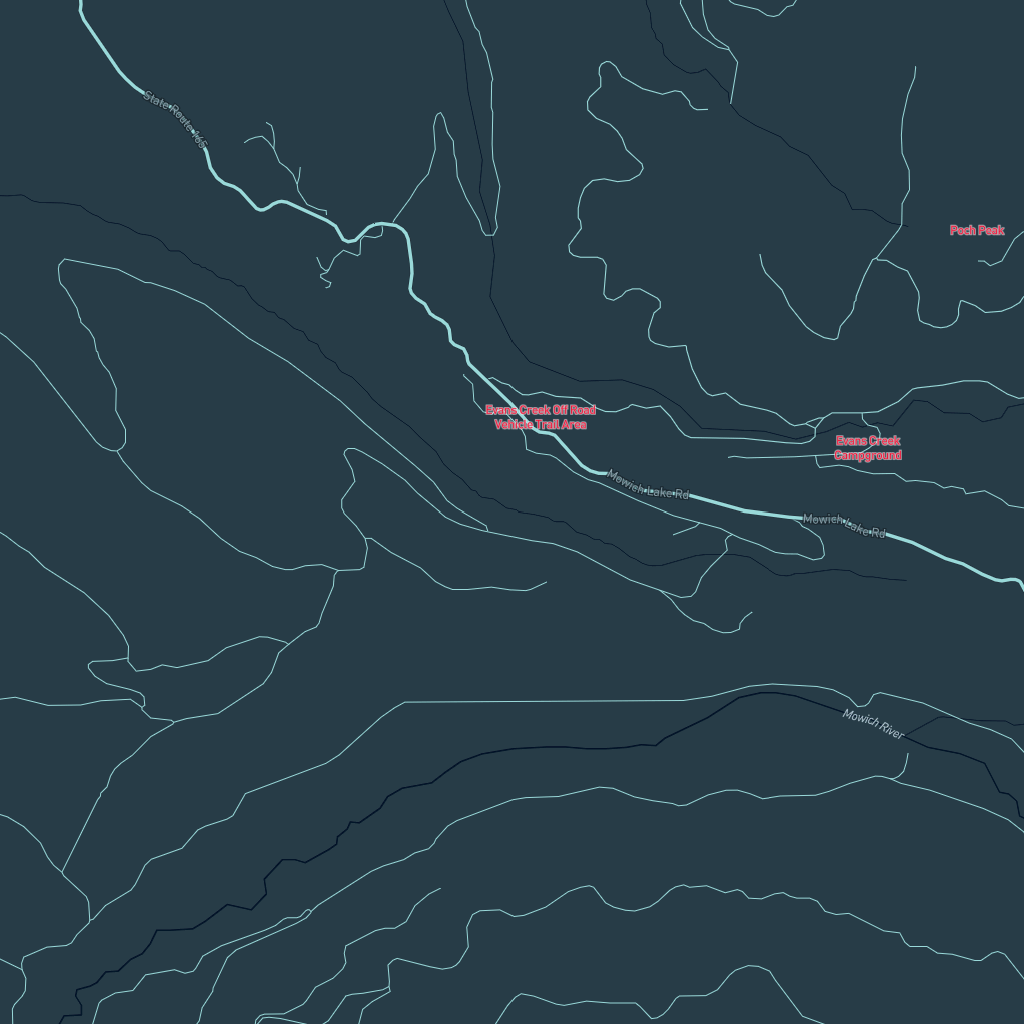 State Route 165
Poch Peak
Evans Creek Off Road
Vehicle Trail Area
Evans Creek
Campground
Mowich Lake Rd
Mowich Lake Rd
Mowich River